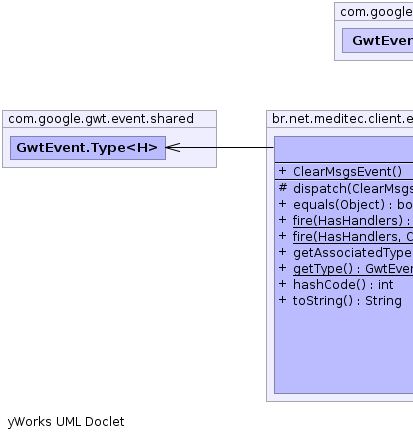 com.google
GwtEven
com.google.gwt.event.shared
GwtEvent.Type<H>
br.net.meditec.client.e
+ ClearMsgsEvent()
# dispatch(ClearMsgs
+ equals(Object) : bo
+ fire(HasHandlers) :
+ fire(HasHandlers, C
+ getAssociatedType
+ getType() : GwtEven
+ hashCode() : int
+ toString() : String
yWorks UML Doclet